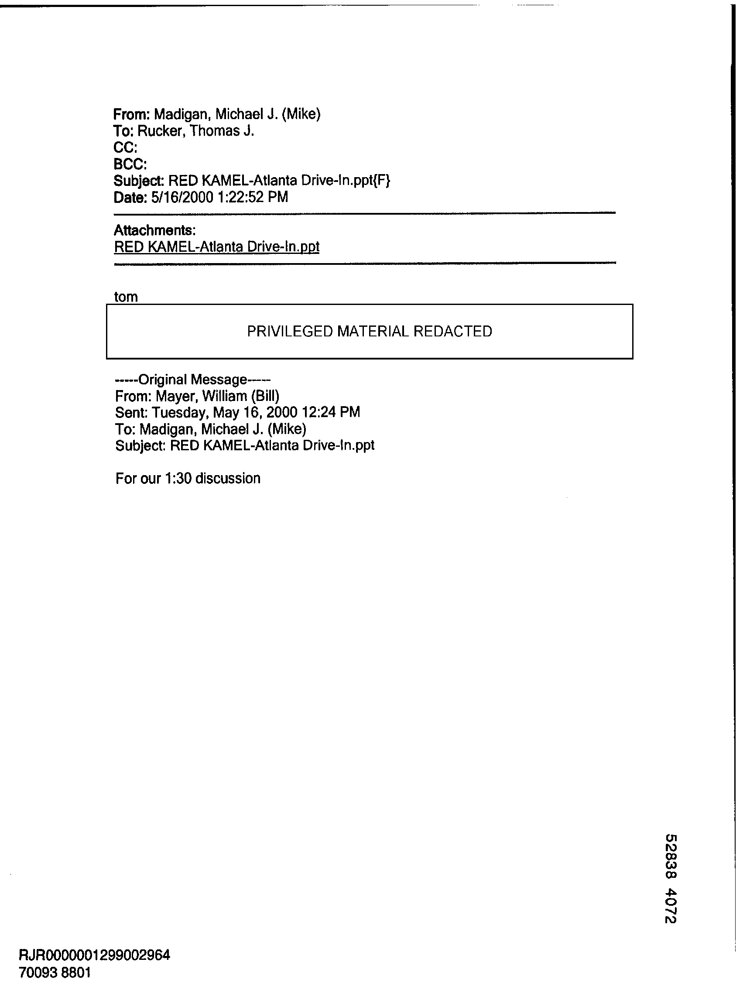 From: Madigan, Michael J. (Mike)
To: Rucker, Thomas J.
CC:
BCC:
Subject: RED KAMEL-Atlanta Drive-In.ppt{F}
Date: 5/16/2000 1:22:52 PM
Attachments:
RED KAMEL-Atlanta Drive-In.ppt
tom
PRIVILEGED MATERIAL REDACTED
-----Original Message-----
From: Mayer, William (Bill)
Sent: Tuesday, May 16, 2000 12:24 PM
To: Madigan, Michael J. (Mike)
Subject: RED KAMEL-Atlanta Drive-In.ppt
For our 1:30 discussion
52838 4072
RJR0000001299002964
70093 8801